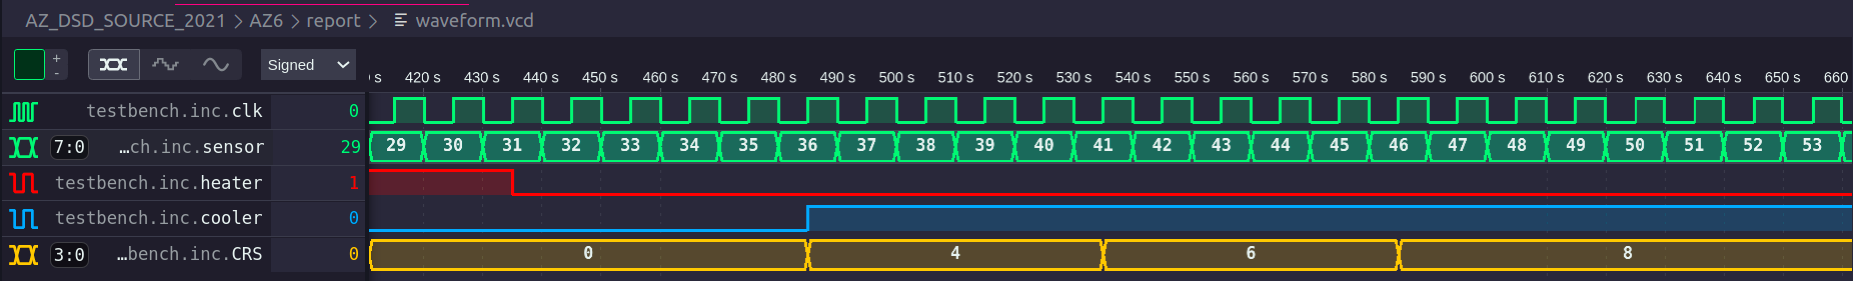 AZ_DSD_SOURCE_2021 > AZ6 > report > waveform.vcd
+
-
Signed
0 s 420 s 430 s 440 s 450 s 460 s 470 s 480 s 490 s 500 s 510 s 520 s 530 s 540 s 550 s 560 s 570 s 580 s 590 s 600 s 610 s 620 s 630 s 640 s 650 s 660
testbench.inc.clk 0
7:0 …ch.inc.sensor 29 29 30 31 32 33 34 35 36 37 38 39 40 41 42 43 44 45 46 47 48 49 50 51 52 53
testbench.inc.heater 1
testbench.inc.cooler 0
3:0 …bench.inc.CRS 0 0 4 6 8